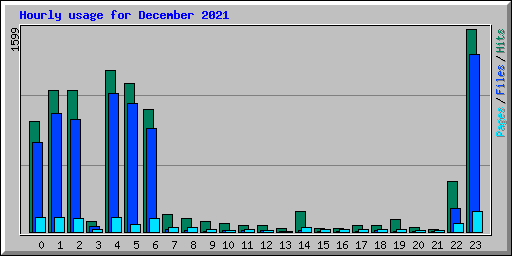 Hourly usage for December 2021
1599
Pages/Files/Hits
0 1 2 3 4 5 6 7 8 9 10 11 12 13 14 15 16 17 18 19 20 21 22 23